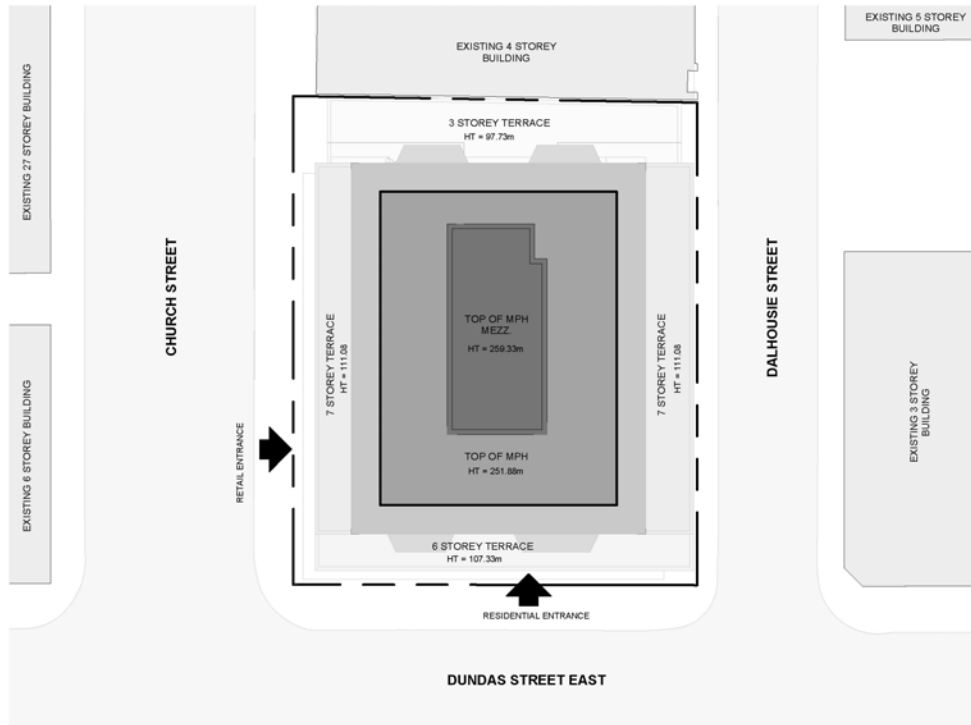 EXISTING 5 STOREY
BUILDING
EXISTING 4 STOREY
BUILDING
EXISTING 27 STOREY BUILDING
3 STOREY TERRACE
HT = 97.73m
CHURCH STREET
DALHOUSIE STREET
7 STOREY TERRACE
HT = 111.08
TOP OF MPH
MEZZ.
HT = 259.33m
7 STOREY TERRACE
HT = 111.08
EXISTING 3 STOREY
BUILDING
EXISTING 6 STOREY BUILDING
RETAIL ENTRANCE
TOP OF MPH
HT = 251.88m
6 STOREY TERRACE
HT = 107.33m
RESIDENTIAL ENTRANCE
DUNDAS STREET EAST